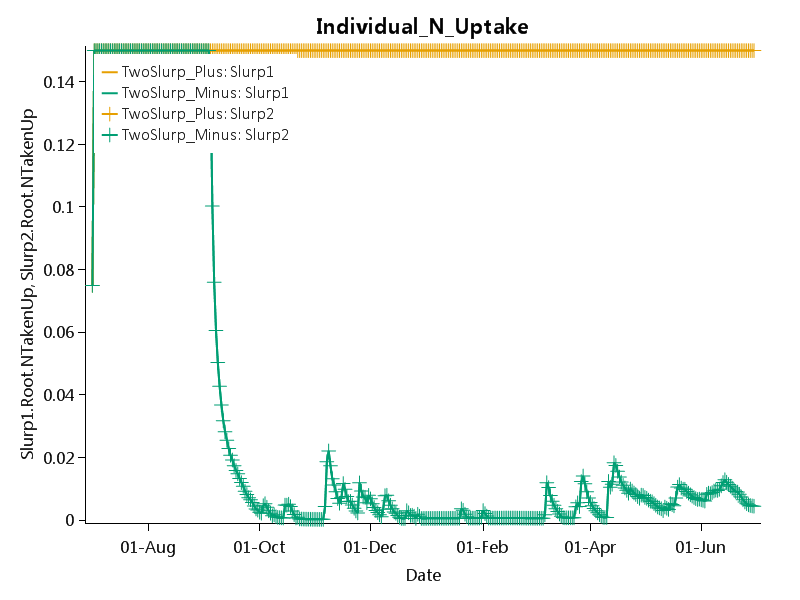 Individual_N_Uptake
TwoSlurp_Plus: Slurp1
TwoSlurp_Minus: Slurp1
TwoSlurp_Plus: Slurp2
TwoSlurp_Minus: Slurp2
Slurp1.Root.NTakenUp, Slurp2.Root.NTakenUp
0.14
0.12
0.1
0.08
0.06
0.04
0.02
0
01-Aug 01-Oct 01-Dec 01-Feb 01-Apr 01-Jun
Date